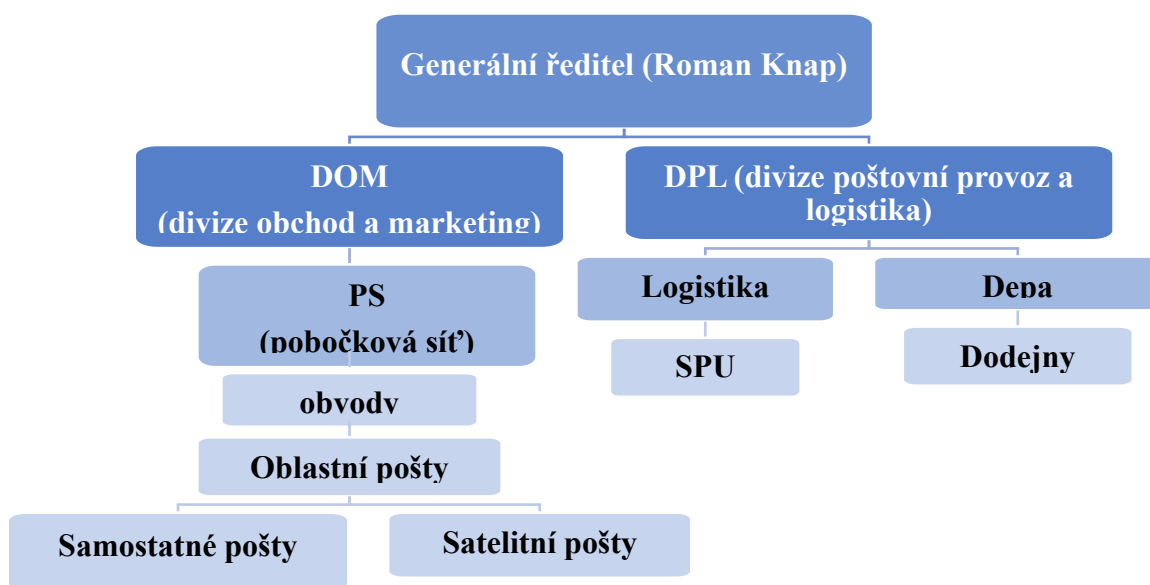 Generální ředitel (Roman Knap)
DOM
(divize obchod a marketing)
DPL (divize poštovní provoz a
logistika)
PS
(pobočková síť)
Logistika
Depa
SPU
Dodejny
obvody
Oblastní pošty
Samostatné pošty
Satelitní pošty